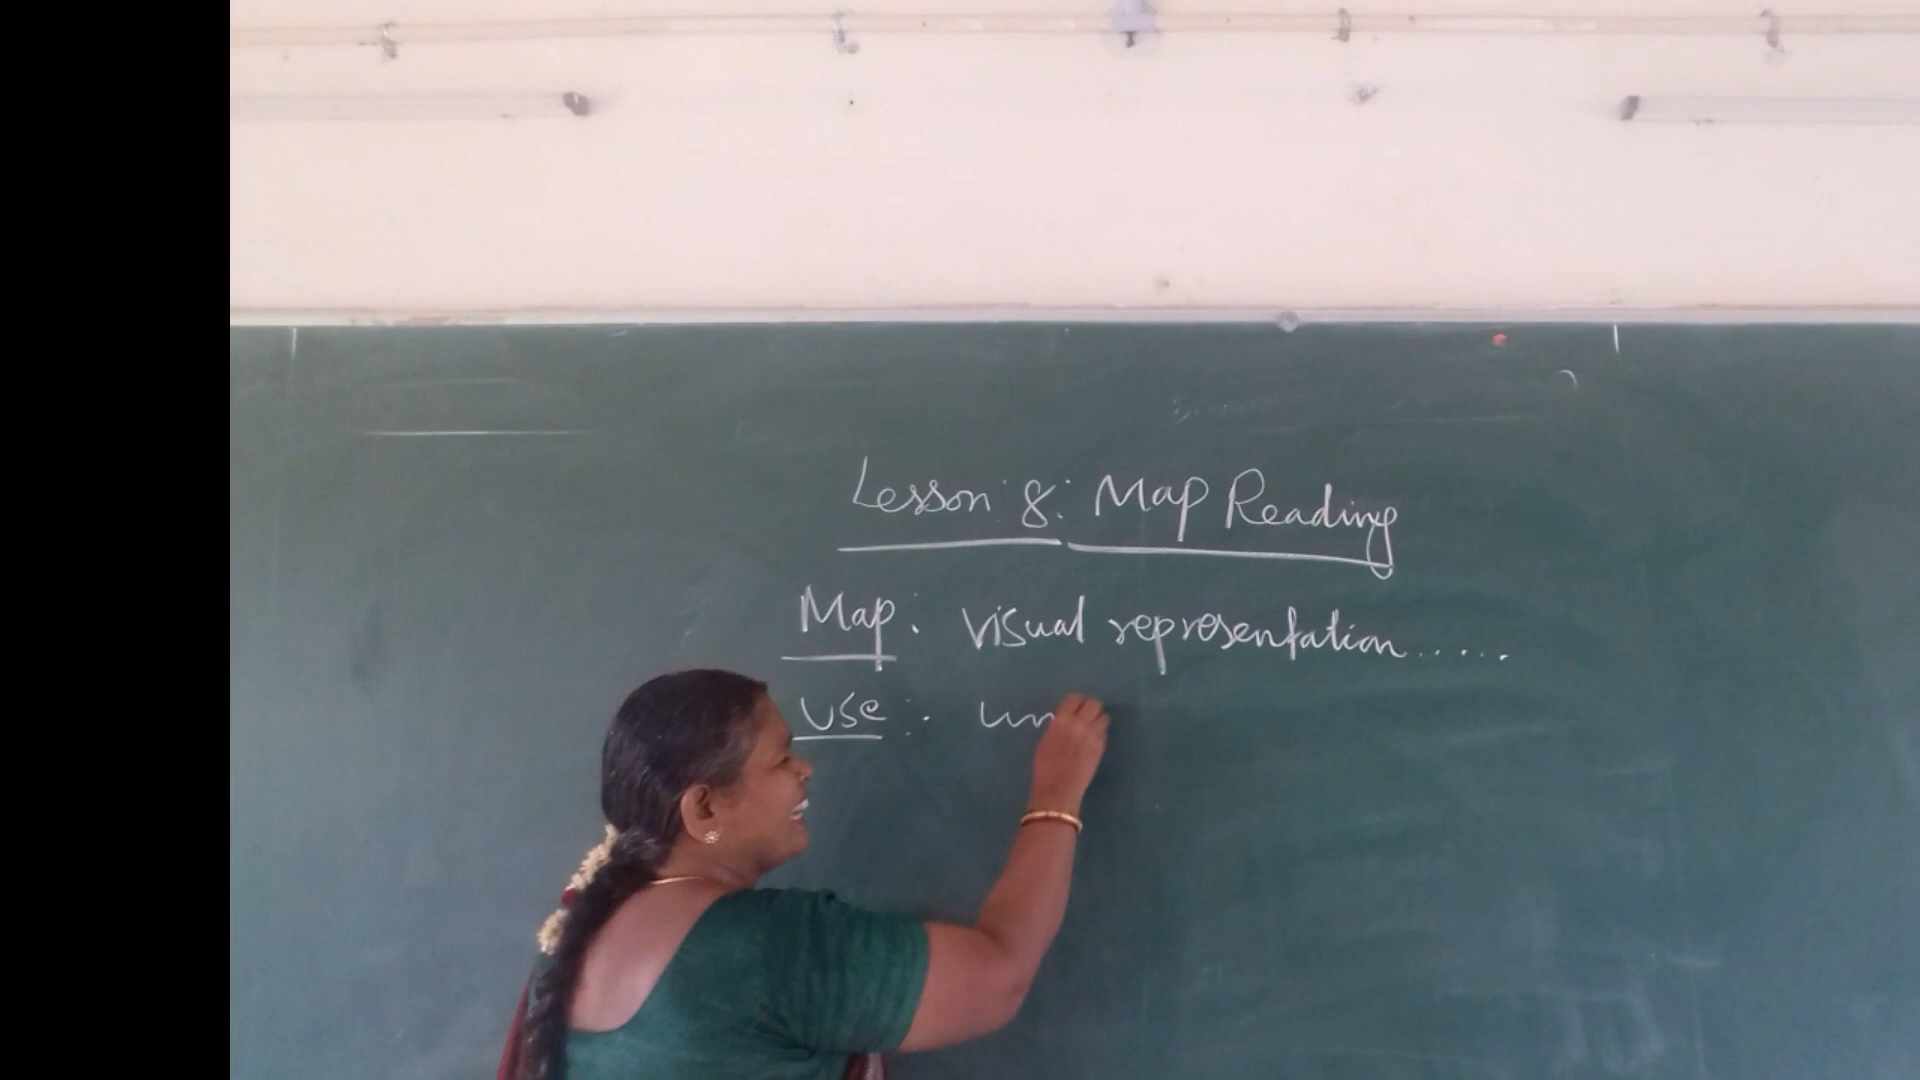 Lesson 8: Map Reading
Map: Visual representation......
Use: un